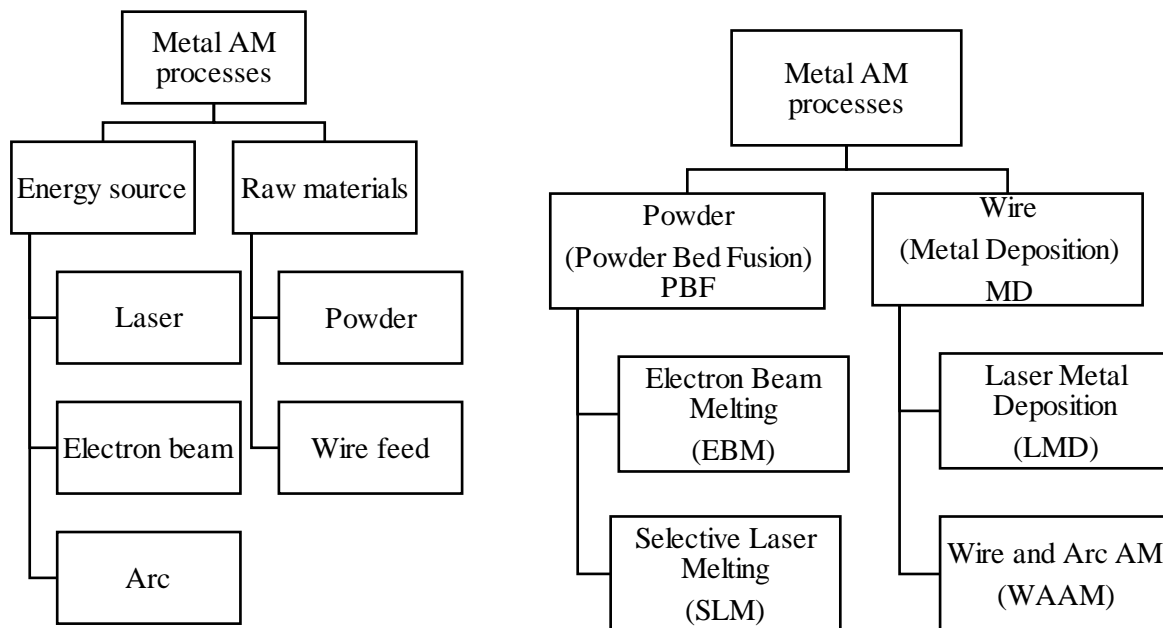 Metal AM
processes
Energy source
Raw materials
Laser
Powder
Electron beam
Wire feed
Arc
Metal AM
processes
Powder
(Powder Bed Fusion)
PBF
Wire
(Metal Deposition)
MD
Electron Beam
Melting
(EBM)
Laser Metal
Deposition
(LMD)
Selective Laser
Melting
(SLM)
Wire and Arc AM
(WAAM)